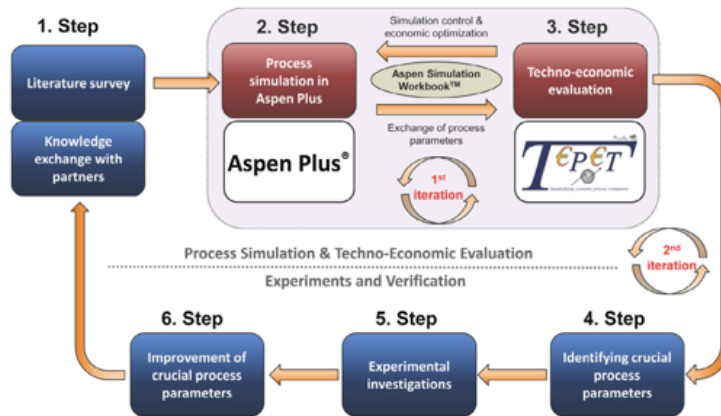 1. Step
2. Step
3. Step
Simulation control &
economic optimization
Literature survey
Process
simulation in
Aspen Plus
Aspen Simulation
Workbook™
Techno-economic
evaluation
Knowledge
exchange with
partners
Exchange of process
parameters
Aspen Plus®
TEPET
1st
iteration
Process Simulation & Techno-Economic Evaluation
2nd
iteration
Experiments and Verification
6. Step
5. Step
4. Step
Improvement of
crucial process
parameters
Experimental
investigations
Identifying crucial
process
parameters